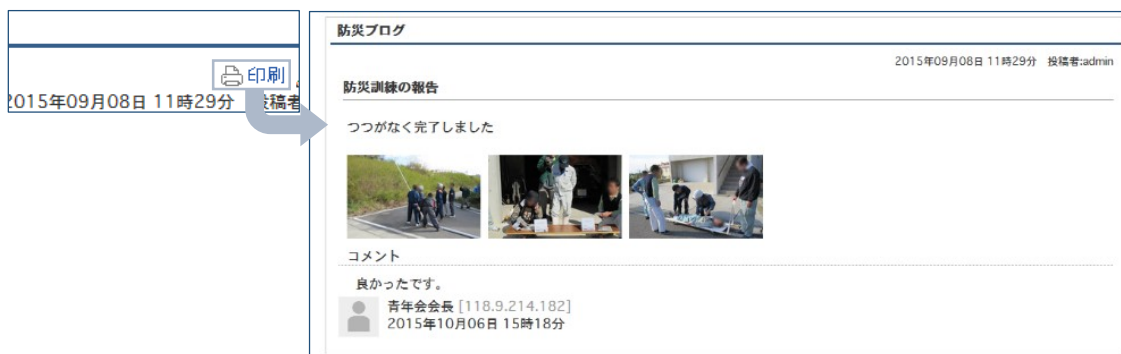 印刷
2015年09月08日 11時29分 投稿者
防災ブログ
2015年09月08日 11時29分 投稿者:admin
防災訓練の報告
つつがなく完了しました
コメント
良かったです。
青年会会長 [118.9.214.182]
2015年10月06日 15時18分